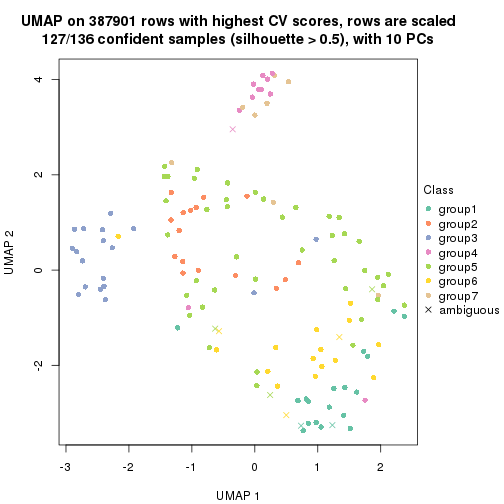 UMAP on 387901 rows with highest CV scores, rows are scaled
127/136 confident samples (silhouette > 0.5), with 10 PCs
4
2
0
-2
UMAP 2
-3
-2
-1
0
1
2
UMAP 1
Class
group1
group2
group3
group4
group5
group6
group7
ambiguous